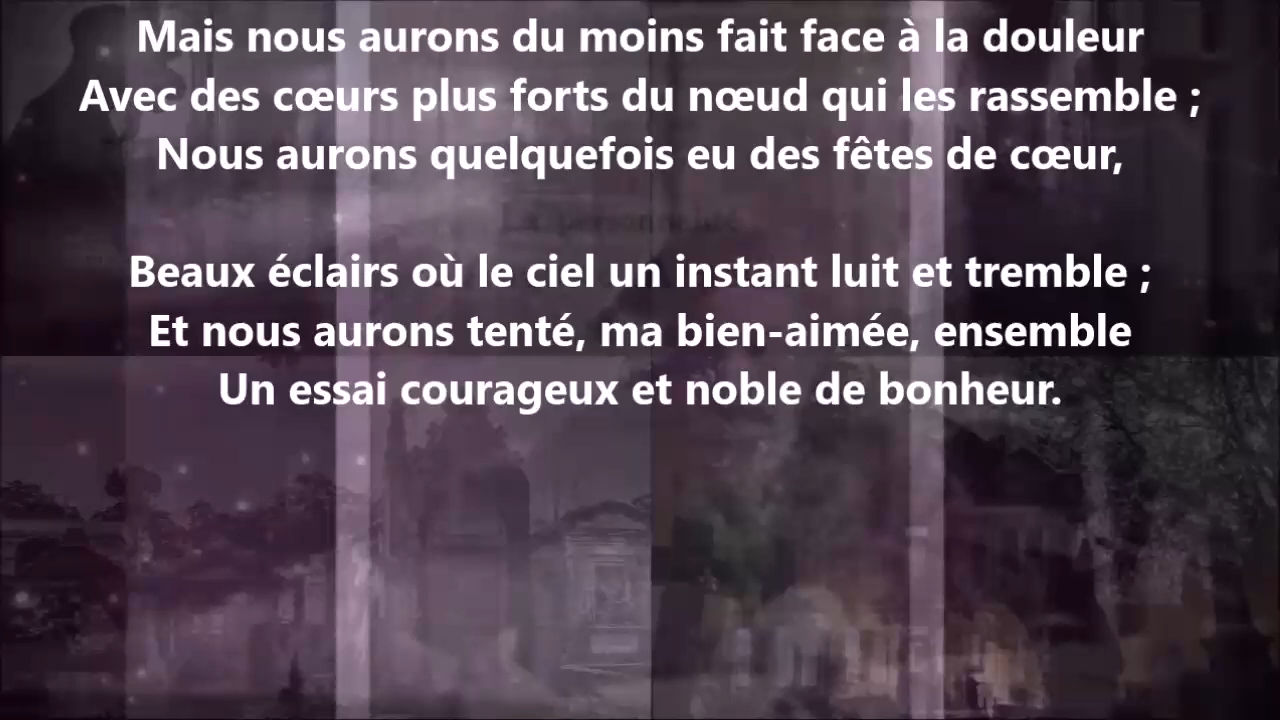 Mais nous aurons du moins fait face à la douleur
Avec des cœurs plus forts du nœud qui les rassemble ;
Nous aurons quelquefois eu des fêtes de cœur,
Beaux éclairs où le ciel un instant luit et tremble ;
Et nous aurons tenté, ma bien-aimée, ensemble
Un essai courageux et noble de bonheur.